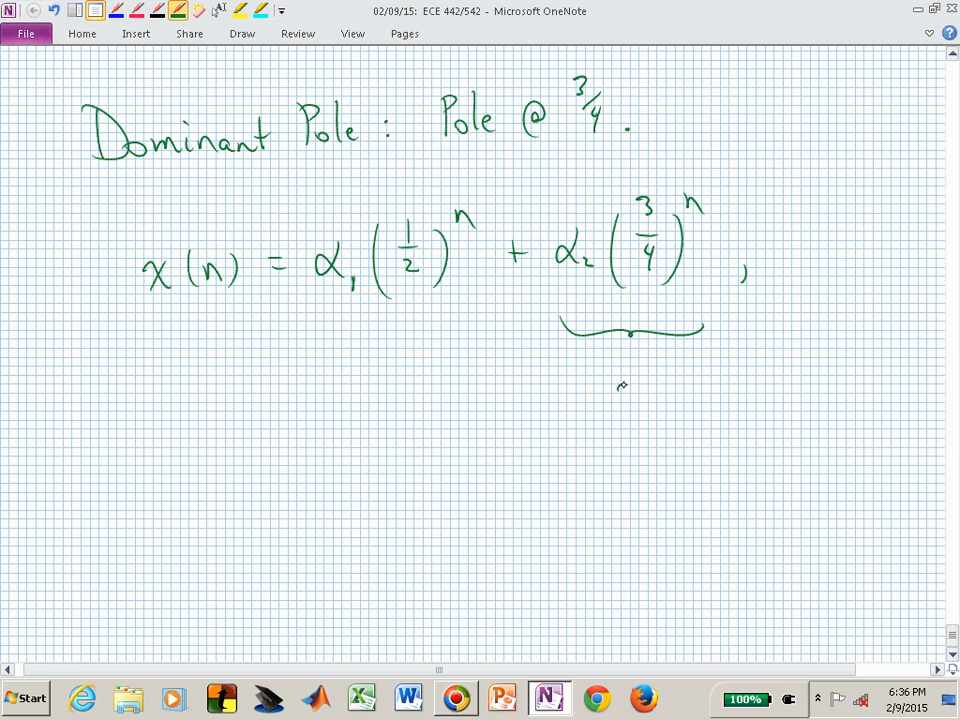 02/09/15: ECE 442/542 - Microsoft OneNote
File Home Insert Share Draw Review View Pages
Dominant Pole : Pole @ 3/4 .
x(n) = α₁ (1/2)ⁿ + α₂ (3/4)ⁿ ,
Start
100%
6:36 PM
2/9/2015